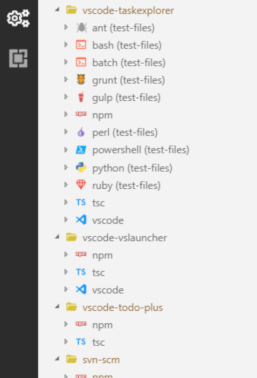 vscode-taskexplorer
ant (test-files)
bash (test-files)
batch (test-files)
grunt (test-files)
gulp (test-files)
npm
perl (test-files)
powershell (test-files)
python (test-files)
ruby (test-files)
TS tsc
vscode
vscode-vslauncher
npm
TS tsc
vscode
vscode-todo-plus
npm
TS tsc
svn-scm
npm